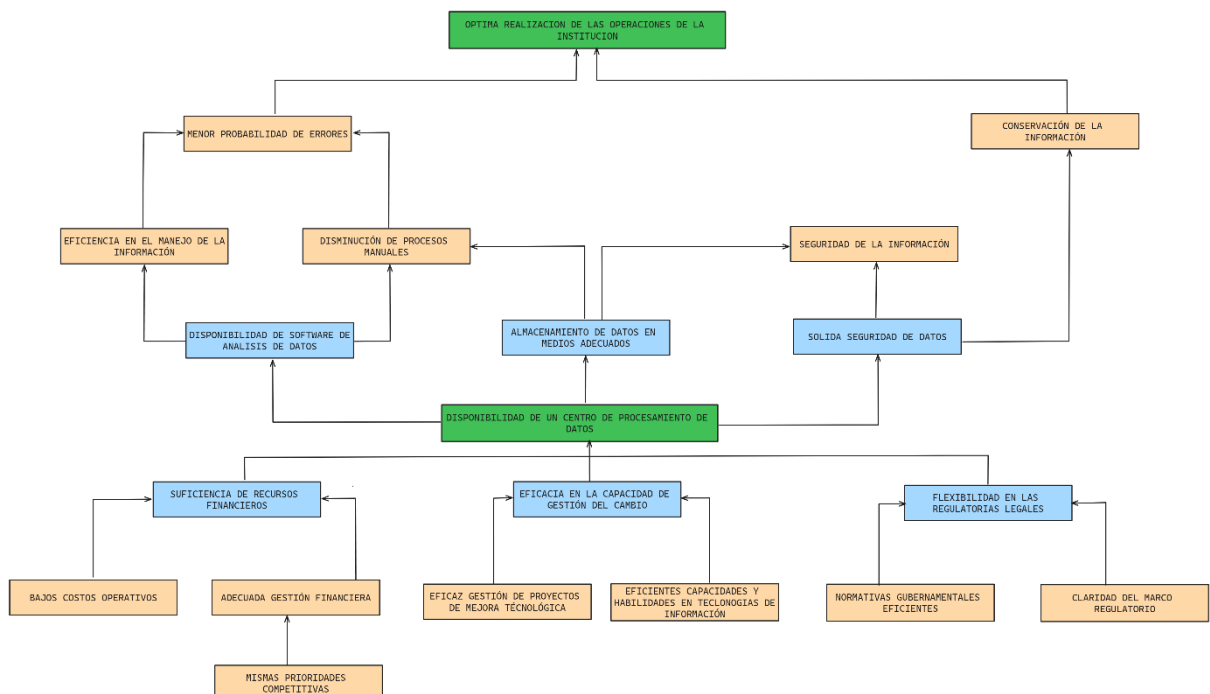 OPTIMA REALIZACION DE LAS OPERACIONES DE LA
INSTITUCION
MENOR PROBABILIDAD DE ERRORES
CONSERVACIÓN DE LA
INFORMACIÓN
EFICIENCIA EN EL MANEJO DE LA
INFORMACIÓN
DISMINUCIÓN DE PROCESOS
MANUALES
SEGURIDAD DE LA INFORMACIÓN
DISPONIBILIDAD DE SOFTWARE DE
ANALISIS DE DATOS
ALMACENAMIENTO DE DATOS EN
MEDIOS ADECUADOS
SOLIDA SEGURIDAD DE DATOS
DISPONIBILIDAD DE UN CENTRO DE PROCESAMIENTO DE
DATOS
SUFICIENCIA DE RECURSOS
FINANCIEROS
EFICACIA EN LA CAPACIDAD DE
GESTIÓN DEL CAMBIO
FLEXIBILIDAD EN LAS
REGULATORIAS LEGALES
BAJOS COSTOS OPERATIVOS
ADECUADA GESTIÓN FINANCIERA
EFICAZ GESTIÓN DE PROYECTOS
DE MEJORA TÉCNOLÓGICA
EFICIENTES CAPACIDADES Y
HABILIDADES EN TECLONOGIAS DE
INFORMACIÓN
NORMATIVAS GUBERNAMENTALES
EFICIENTES
CLARIDAD DEL MARCO
REGULATORIO
MISMAS PRIORIDADES
COMPETITIVAS